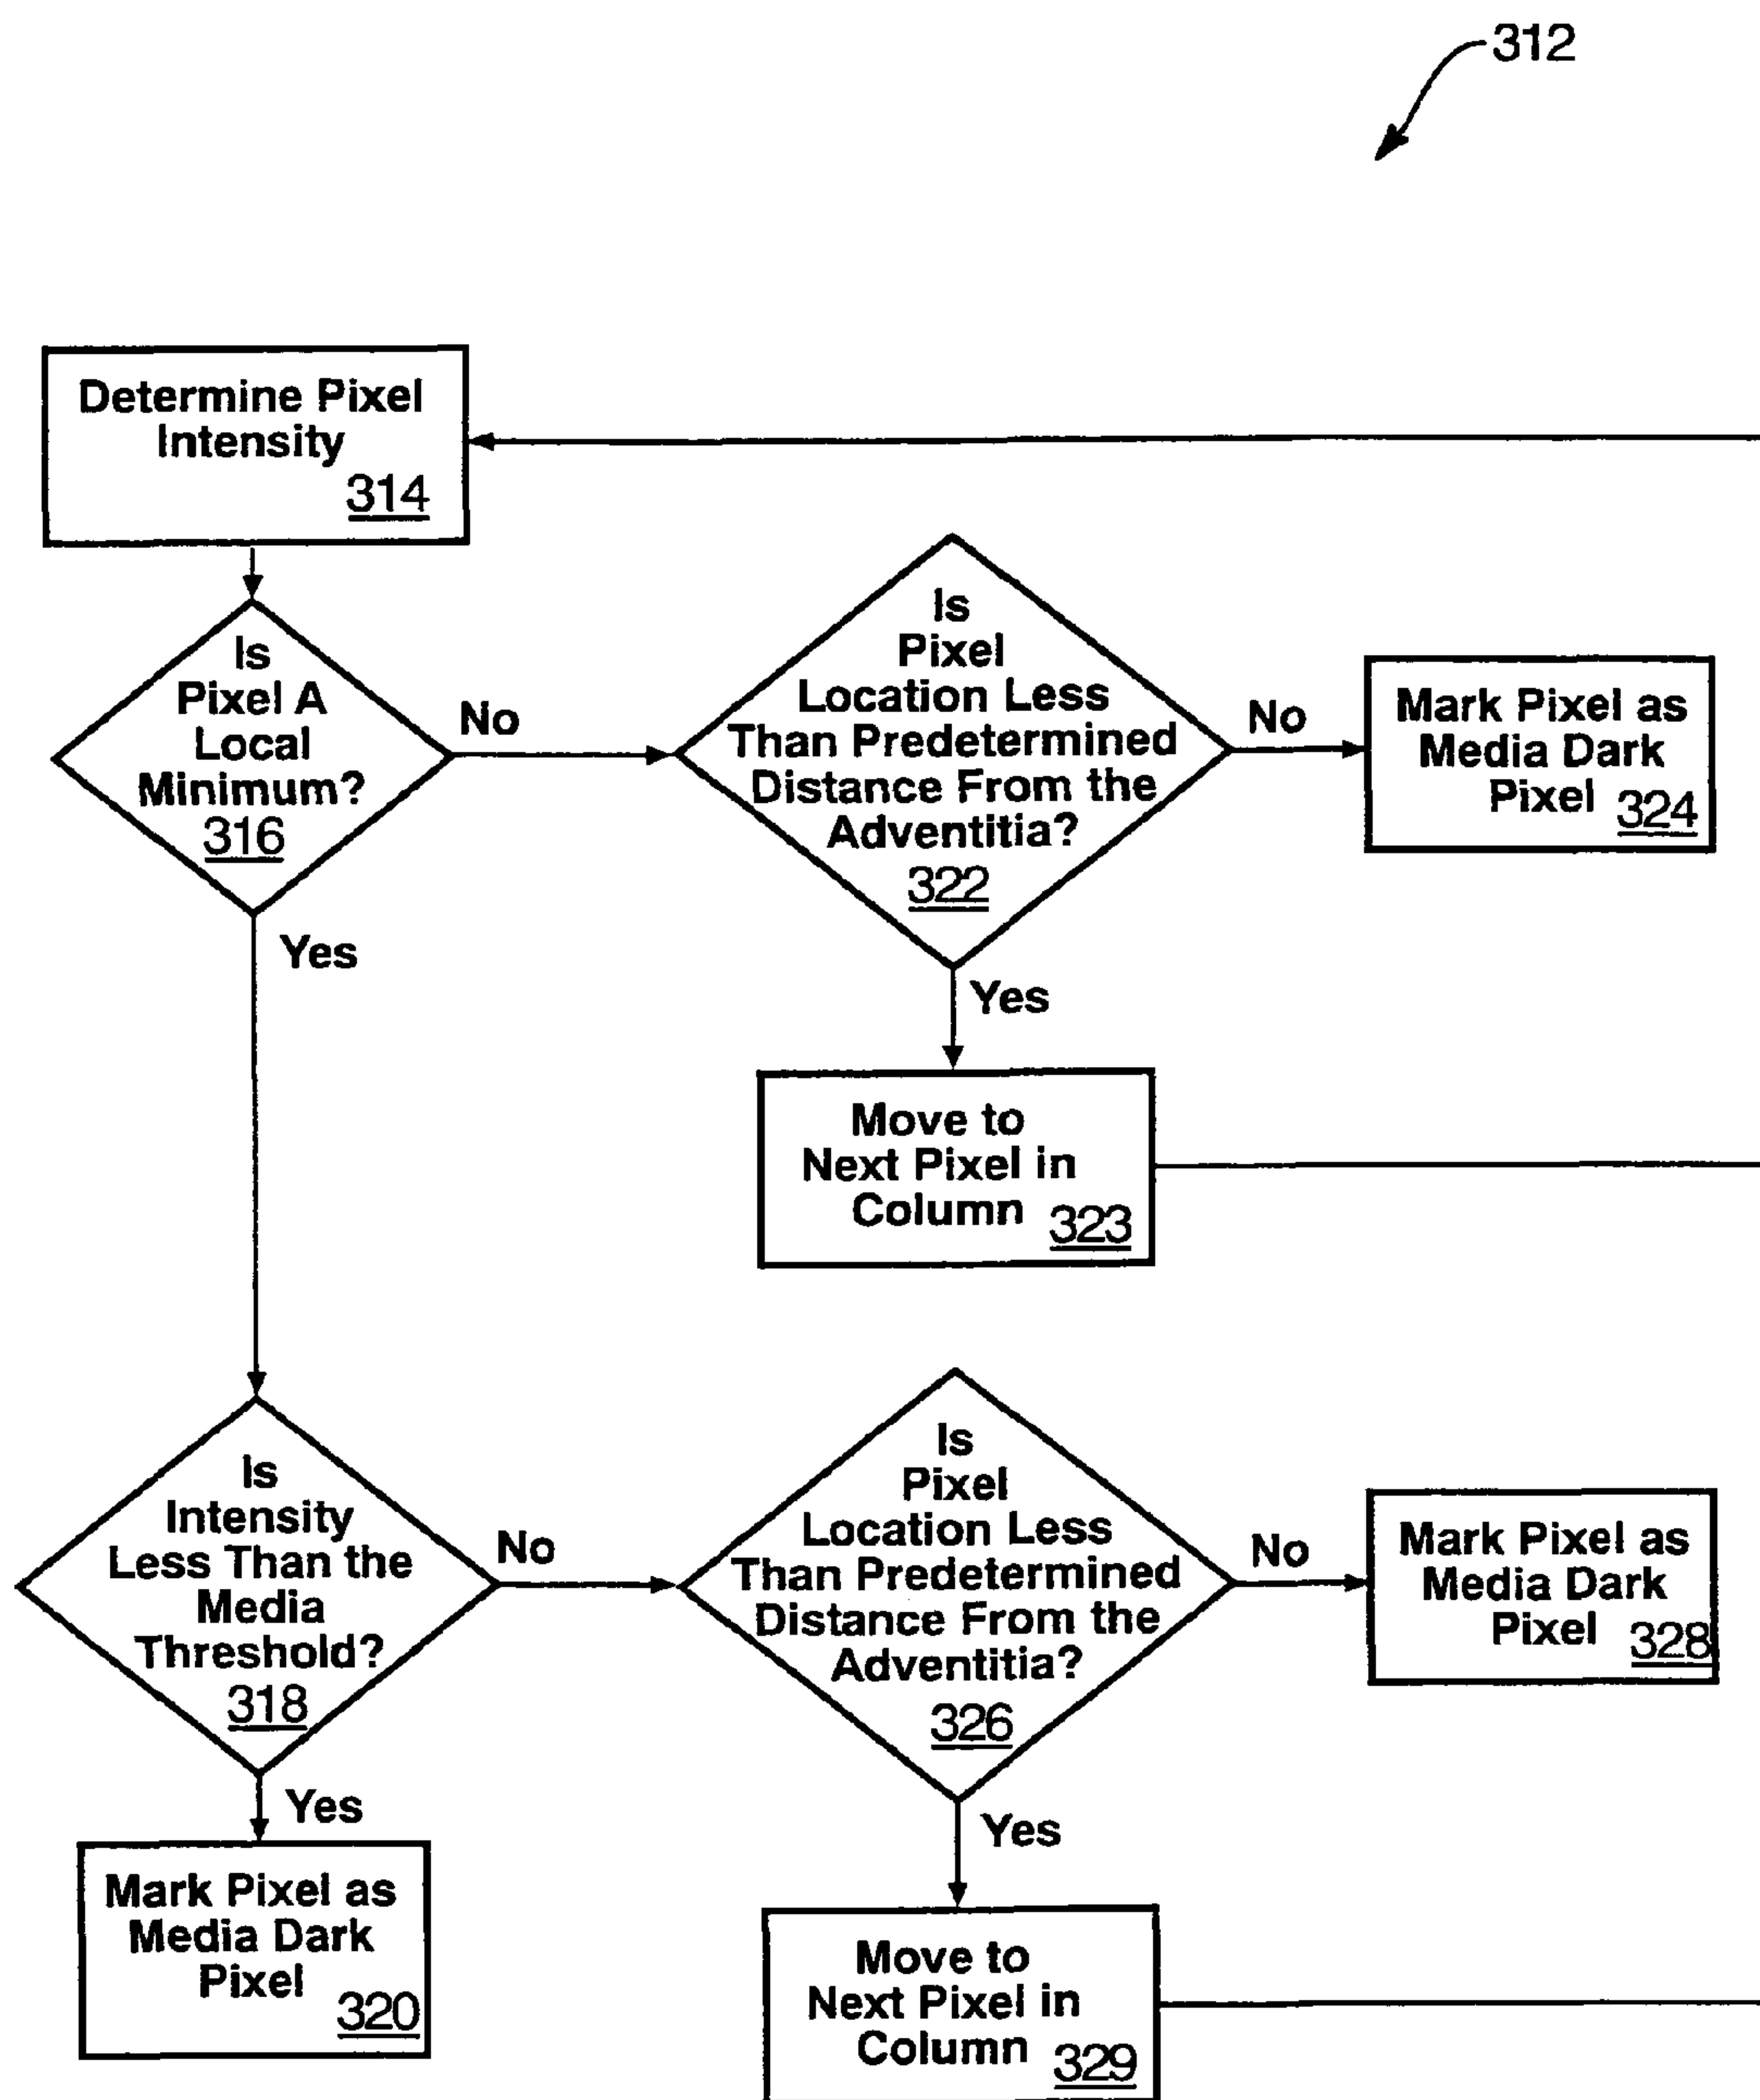 312
Determine Pixel
Intensity
314
Is
Pixel A
Local
Minimum?
316
No
Yes
Is
Pixel
Location Less
Than Predetermined
Distance From the
Adventitia?
322
No
Yes
Mark Pixel as
Media Dark
Pixel 324
Move to
Next Pixel in
Column 323
Is
Intensity
Less Than the
Media
Threshold?
318
No
Yes
Is
Pixel
Location Less
Than Predetermined
Distance From the
Adventitia?
326
No
Yes
Mark Pixel as
Media Dark
Pixel 328
Mark Pixel as
Media Dark
Pixel
320
Move to
Next Pixel in
Column 329